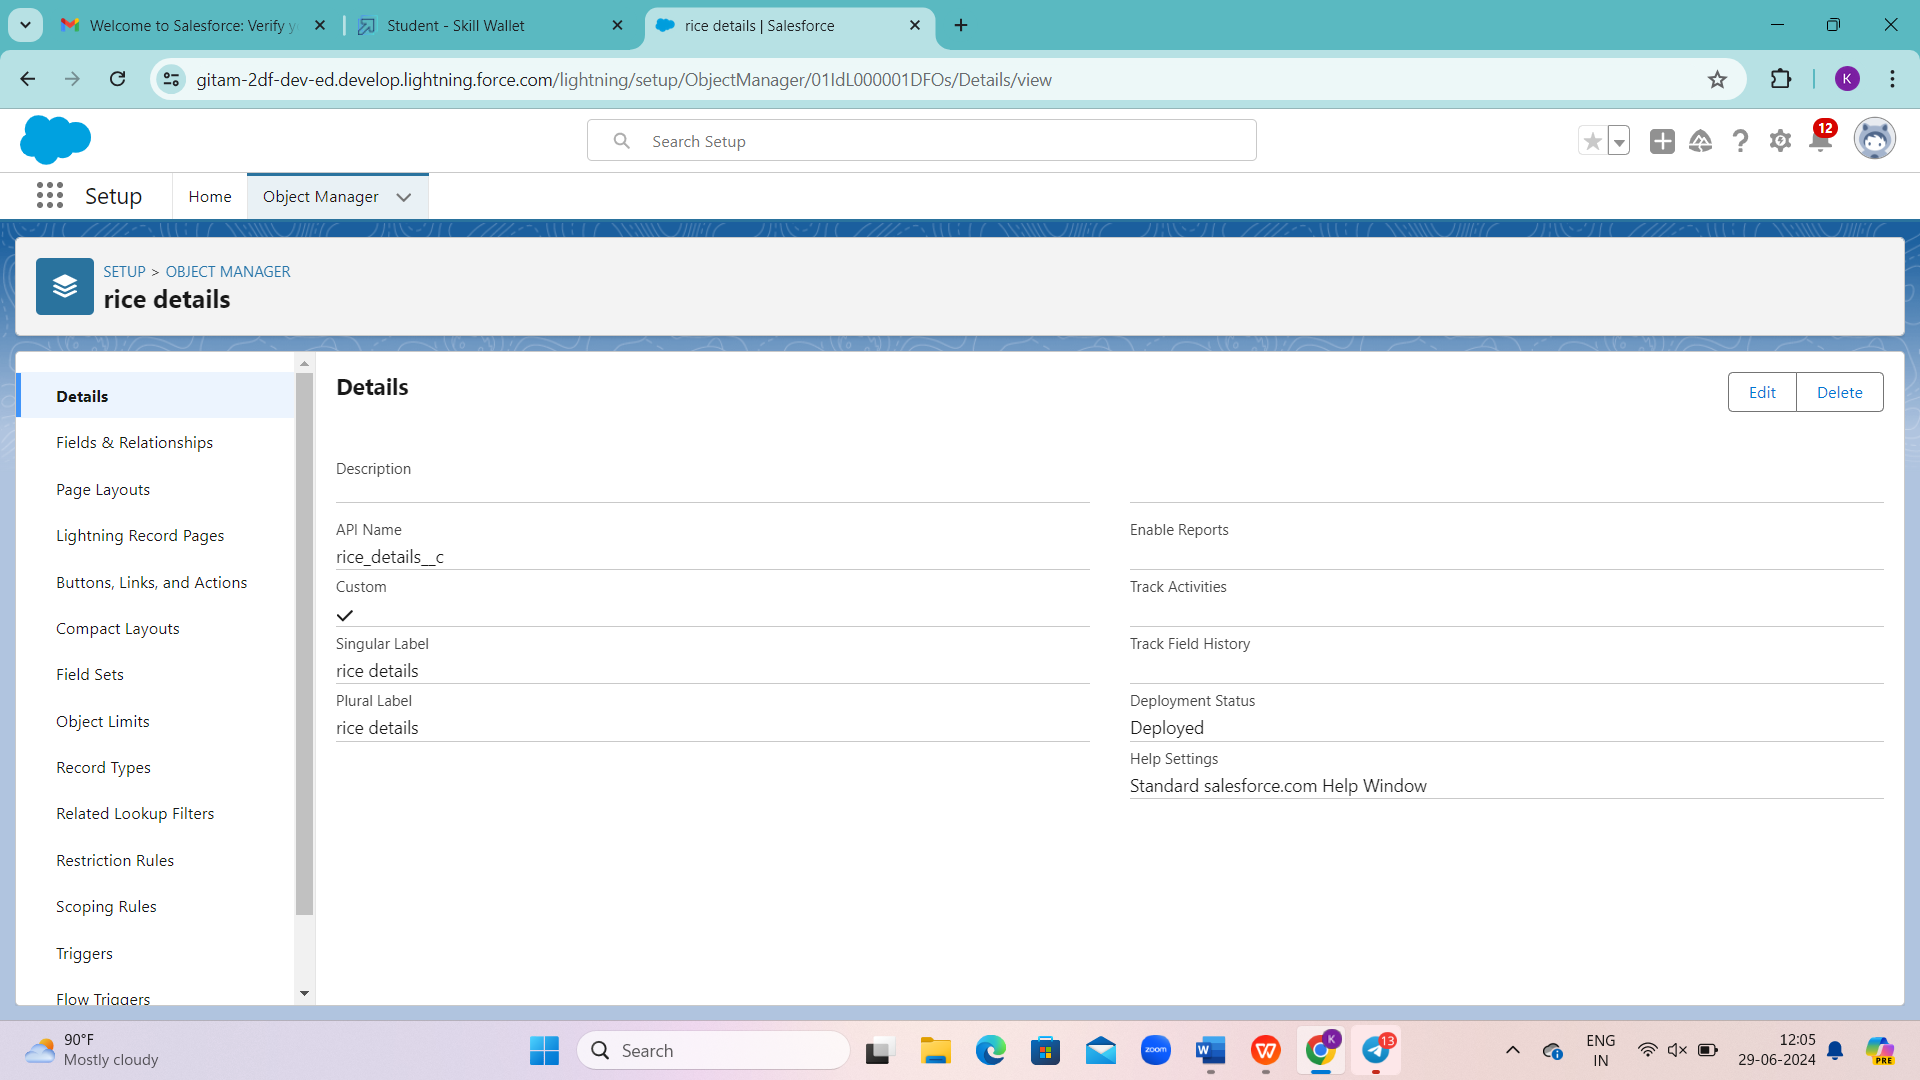 Welcome to Salesforce: Verify y
Student - Skill Wallet
rice details | Salesforce
gitam-2df-dev-ed.develop.lightning.force.com/lightning/setup/ObjectManager/01IdL000001DFOs/Details/view
K
Search Setup
12
Setup
Home
Object Manager
SETUP > OBJECT MANAGER
rice details
Details
Fields & Relationships
Page Layouts
Lightning Record Pages
Buttons, Links, and Actions
Compact Layouts
Field Sets
Object Limits
Record Types
Related Lookup Filters
Restriction Rules
Scoping Rules
Triggers
Flow Triggers
Details
Edit
Delete
Description
API Name
rice_details__c
Custom
Singular Label
rice details
Plural Label
rice details
Enable Reports
Track Activities
Track Field History
Deployment Status
Deployed
Help Settings
Standard salesforce.com Help Window
90°F
Mostly cloudy
Search
zoom
W
W
K
13
ENG
IN
12:05
29-06-2024
PRE